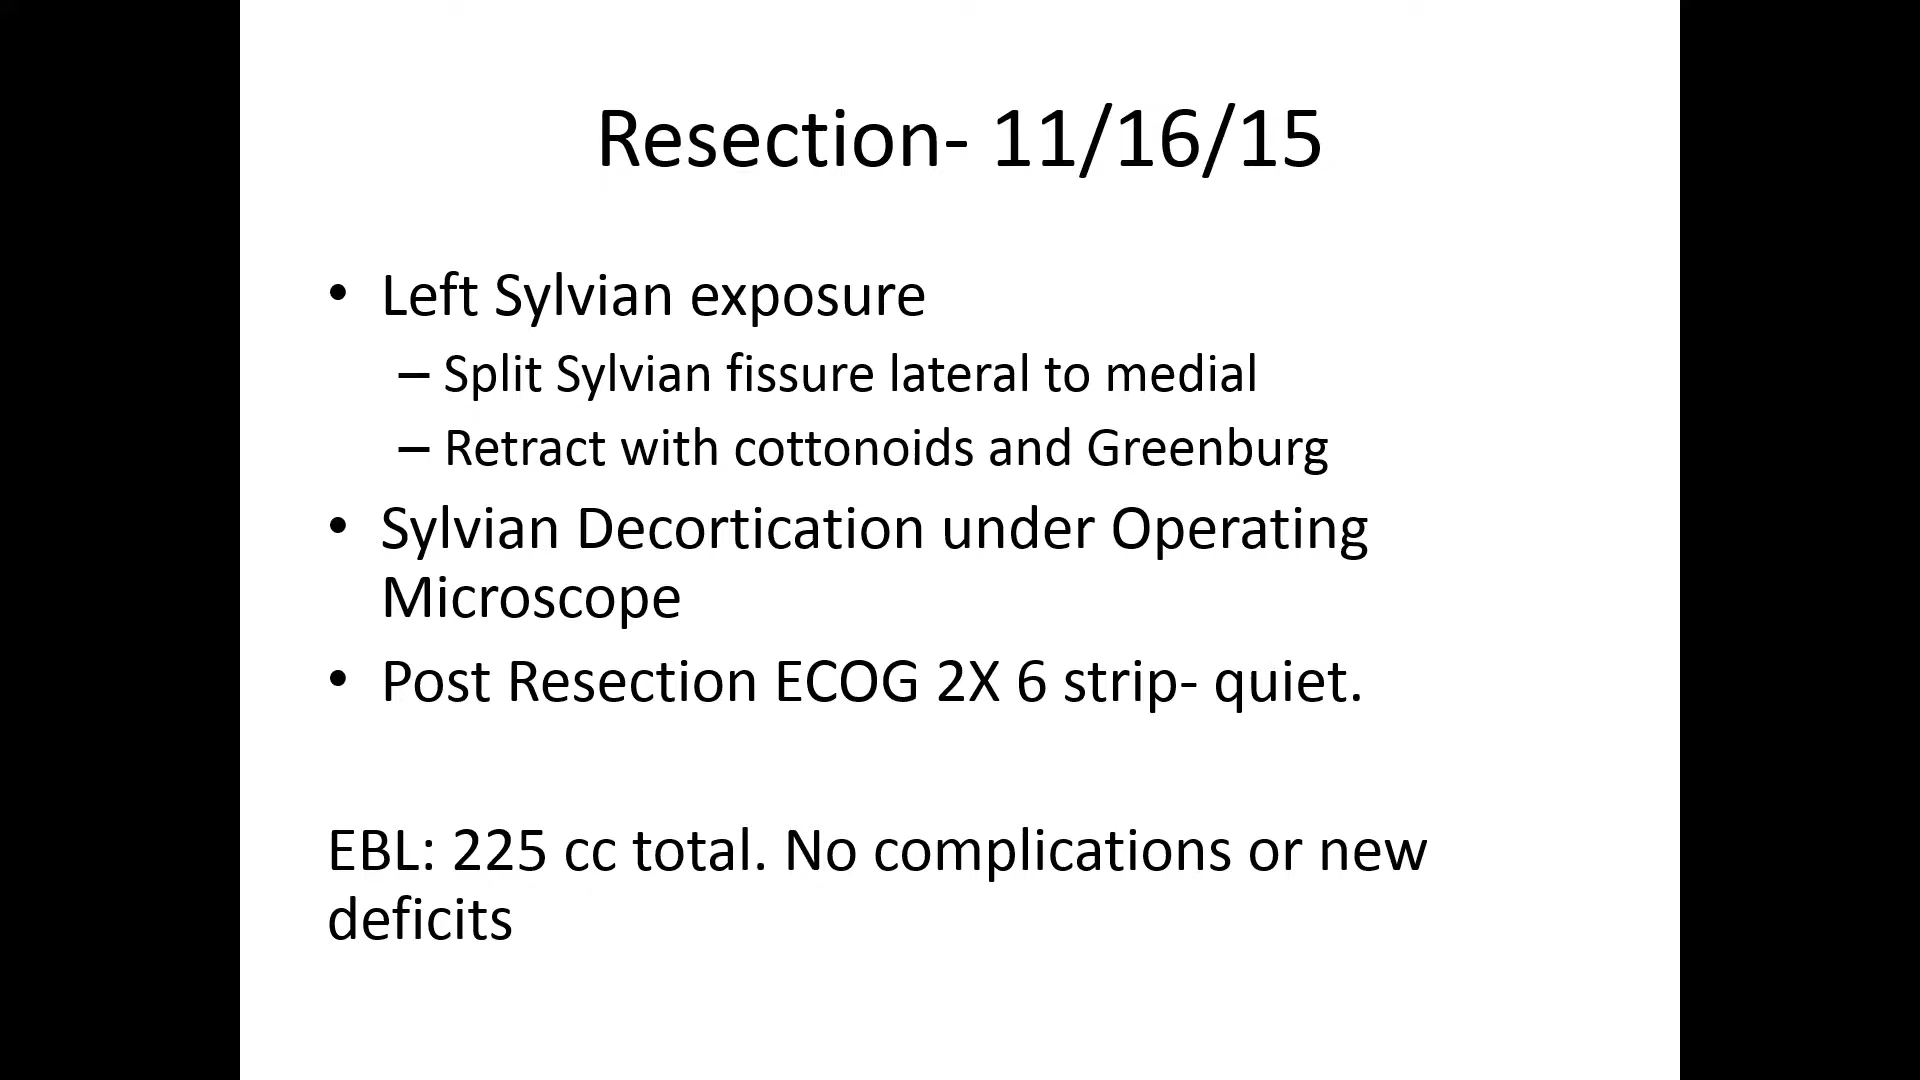 Resection- 11/16/15
• Left Sylvian exposure
– Split Sylvian fissure lateral to medial
– Retract with cottonoids and Greenburg
• Sylvian Decortication under Operating
Microscope
• Post Resection ECOG 2X 6 strip- quiet.
EBL: 225 cc total. No complications or new
deficits